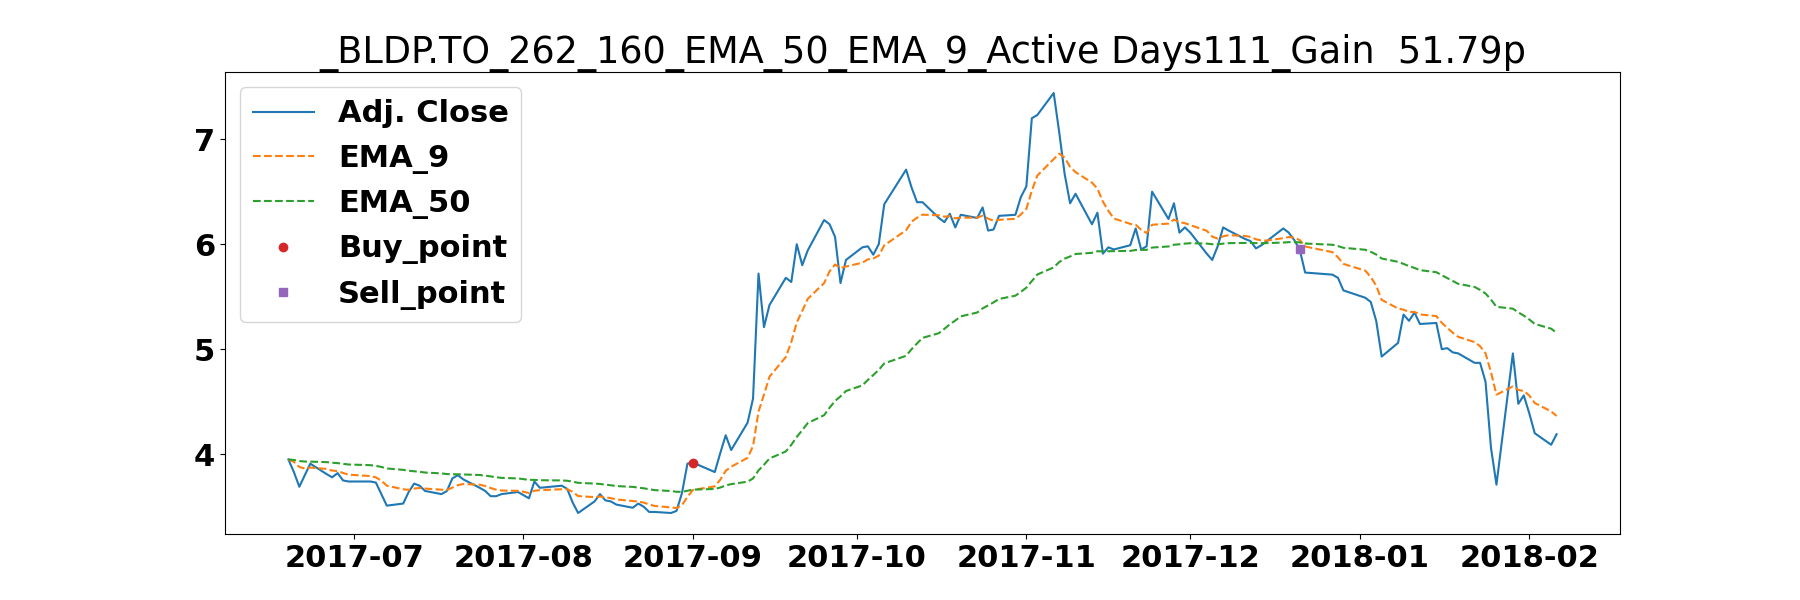 _BLDP.TO_262_160_EMA_50_EMA_9_Active Days111_Gain  51.79p
Adj. Close
EMA_9
EMA_50
Buy_point
Sell_point
7
6
5
4
2017-07 2017-08 2017-09 2017-10 2017-11 2017-12 2018-01 2018-02